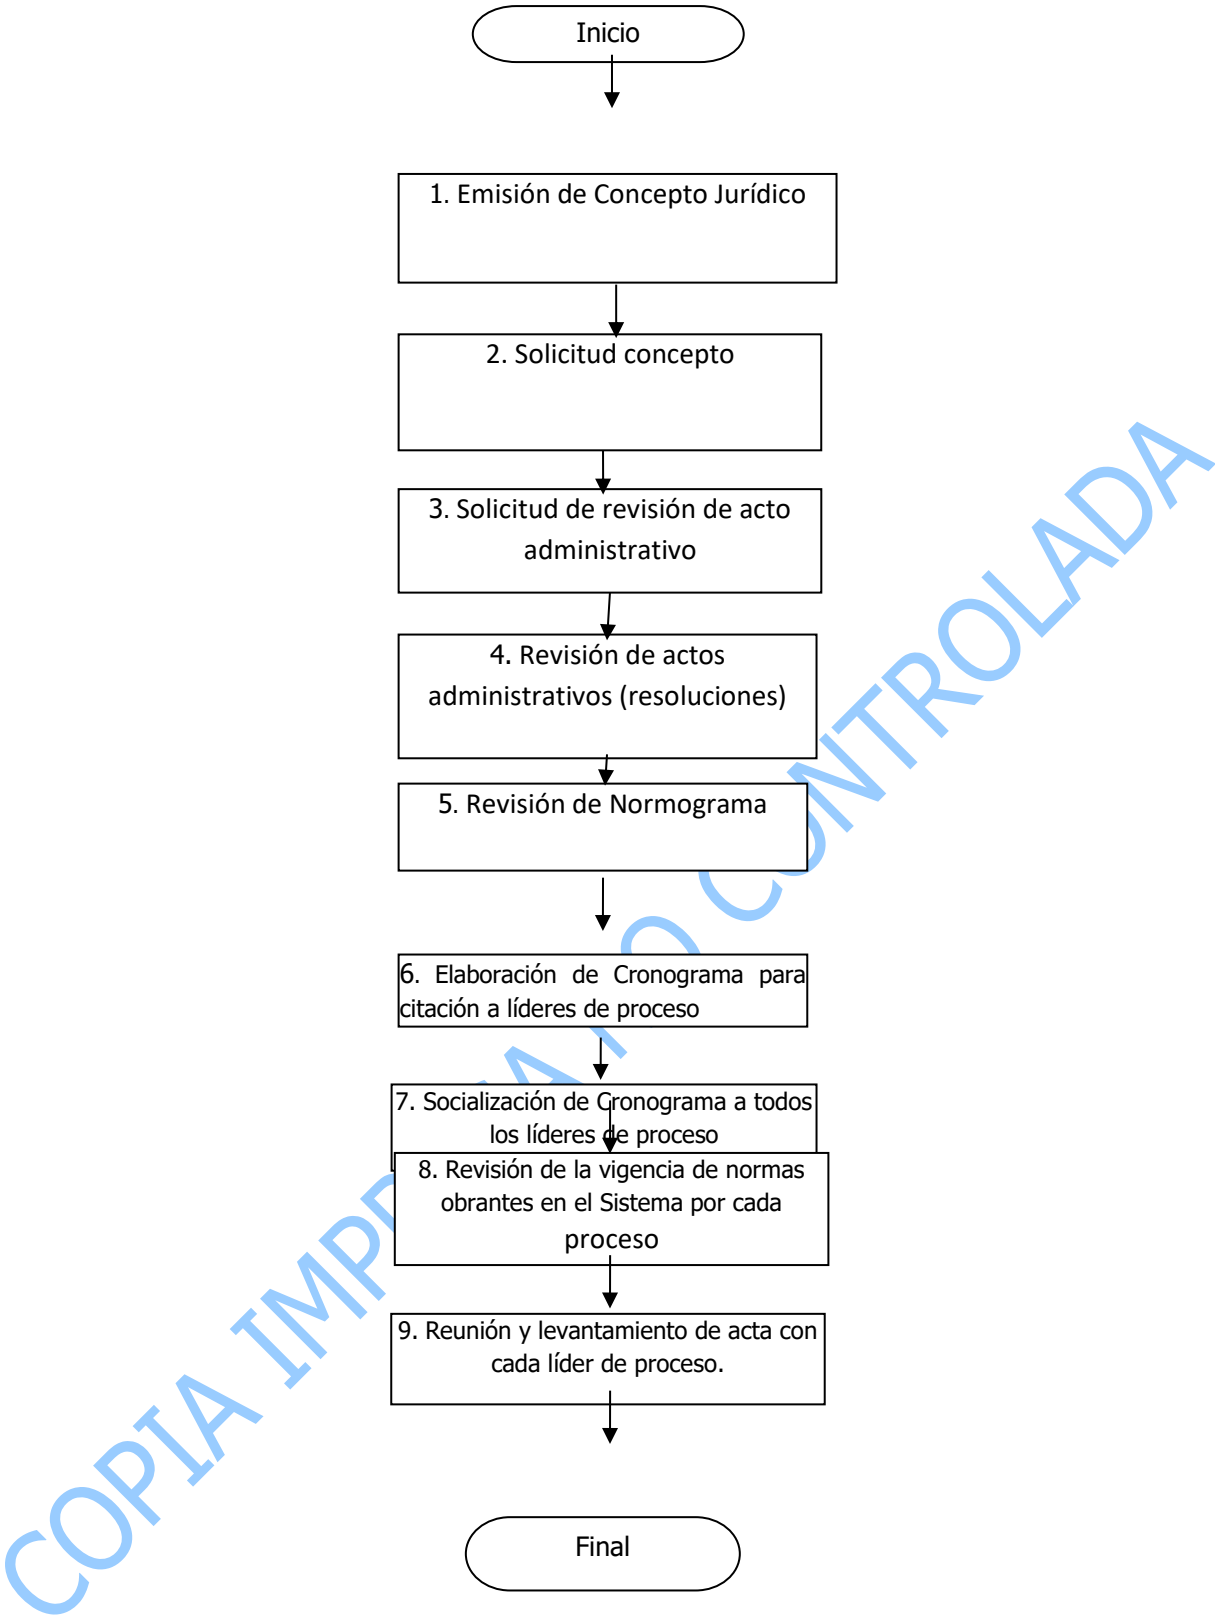 Inicio
1. Emisión de Concepto Jurídico
2. Solicitud concepto
3. Solicitud de revisión de acto
administrativo
4. Revisión de actos
administrativos (resoluciones)
5. Revisión de Normograma
6. Elaboración de Cronograma para
citación a líderes de proceso
7. Socialización de Cronograma a todos
los líderes de proceso
8. Revisión de la vigencia de normas
obrantes en el Sistema por cada
proceso
9. Reunión y levantamiento de acta con
cada líder de proceso.
Final
COPIA IMPRESA NO CONTROLADA